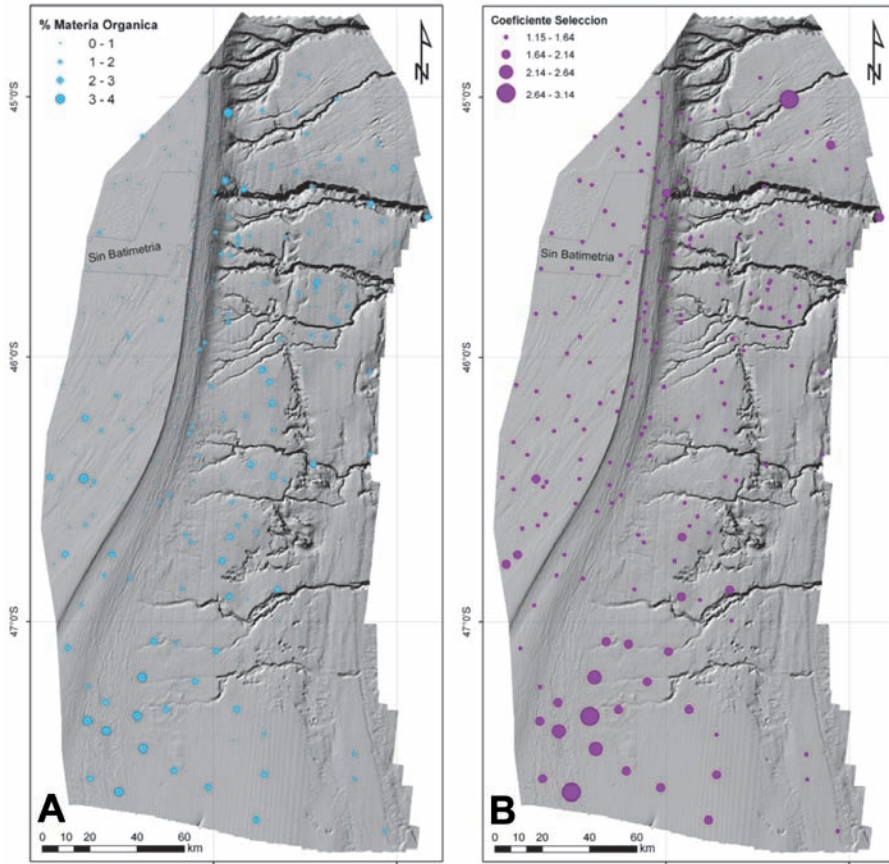 % Materia Organica
0 - 1
1 - 2
2 - 3
3 - 4
N
45°0'S
46°0'S
47°0'S
Sin Batimetria
A
0 10 20 40 60
km
Coeficiente Seleccion
1.15 - 1.64
1.64 - 2.14
2.14 - 2.64
2.64 - 3.14
N
45°0'S
46°0'S
47°0'S
Sin Batimetria
B
0 10 20 40 60
km